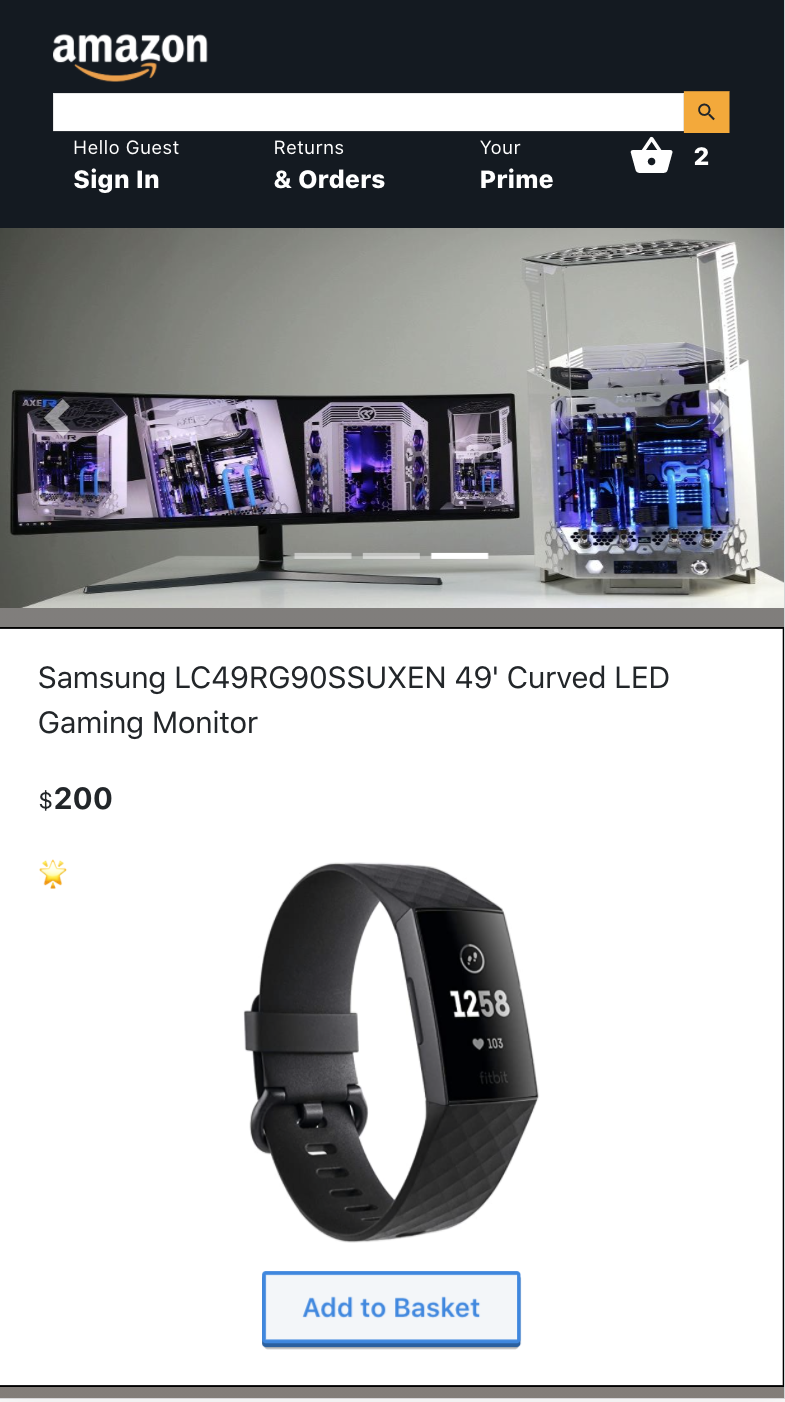 amazon
Hello Guest
Sign In
Returns
& Orders
Your
Prime
2
AXE R
Samsung LC49RG90SSUXEN 49' Curved LED
Gaming Monitor
$200
1258
103
fitbit
Add to Basket